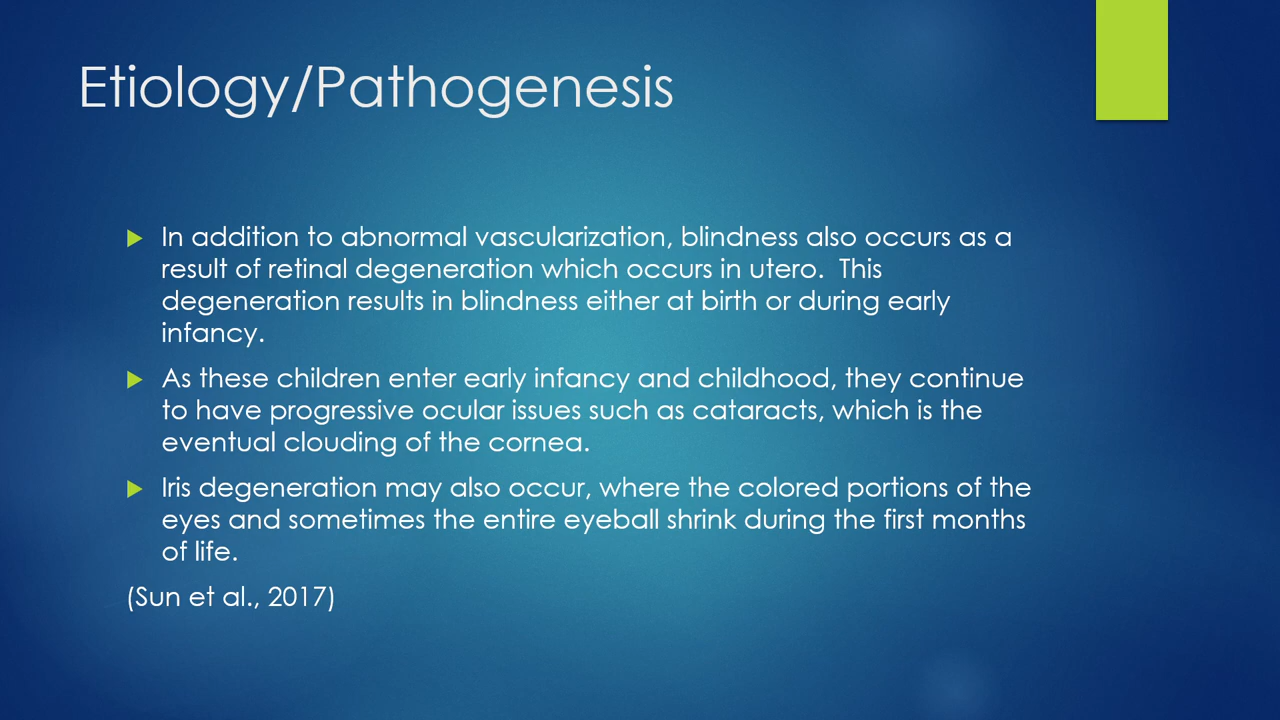 Etiology/Pathogenesis
In addition to abnormal vascularization, blindness also occurs as a
result of retinal degeneration which occurs in utero.  This
degeneration results in blindness either at birth or during early
infancy.
As these children enter early infancy and childhood, they continue
to have progressive ocular issues such as cataracts, which is the
eventual clouding of the cornea.
Iris degeneration may also occur, where the colored portions of the
eyes and sometimes the entire eyeball shrink during the first months
of life.
(Sun et al., 2017)